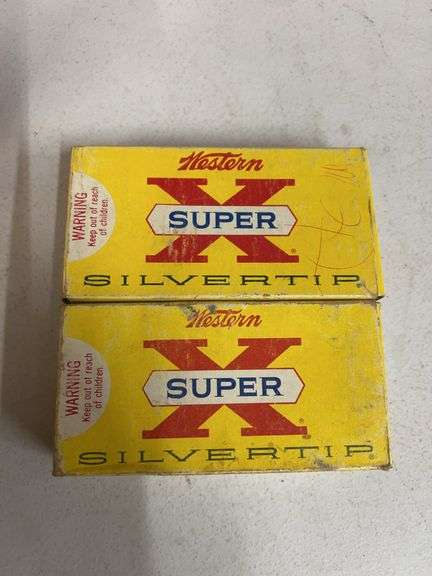 Western
WARNING
Keep out of reach
of children.
X
SUPER
®
SILVERTIP
Western
WARNING
Keep out of reach
of children.
X
SUPER
®
SILVERTIP®